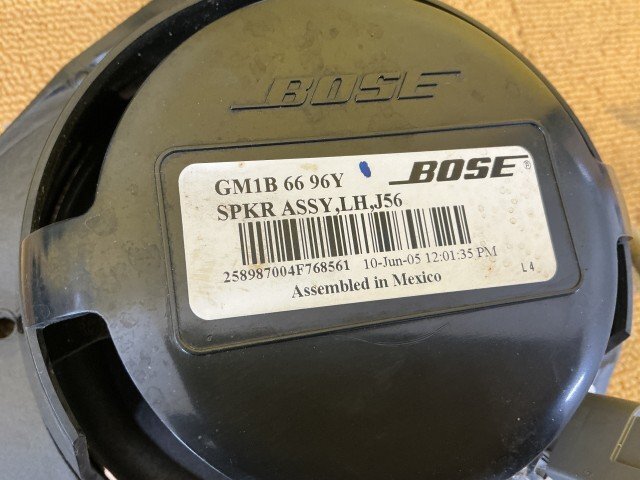 BOSE
GM1B 66 96Y BOSE ®
SPKR ASSY,LH,J56
258987004F768561 10-Jun-05 12:01:35 PM
Assembled in Mexico L4